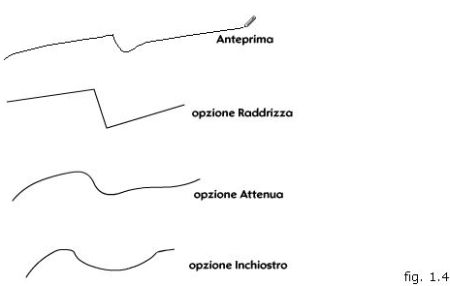 Anteprima
opzione Raddrizza
opzione Attenua
opzione Inchiostro
fig. 1.4